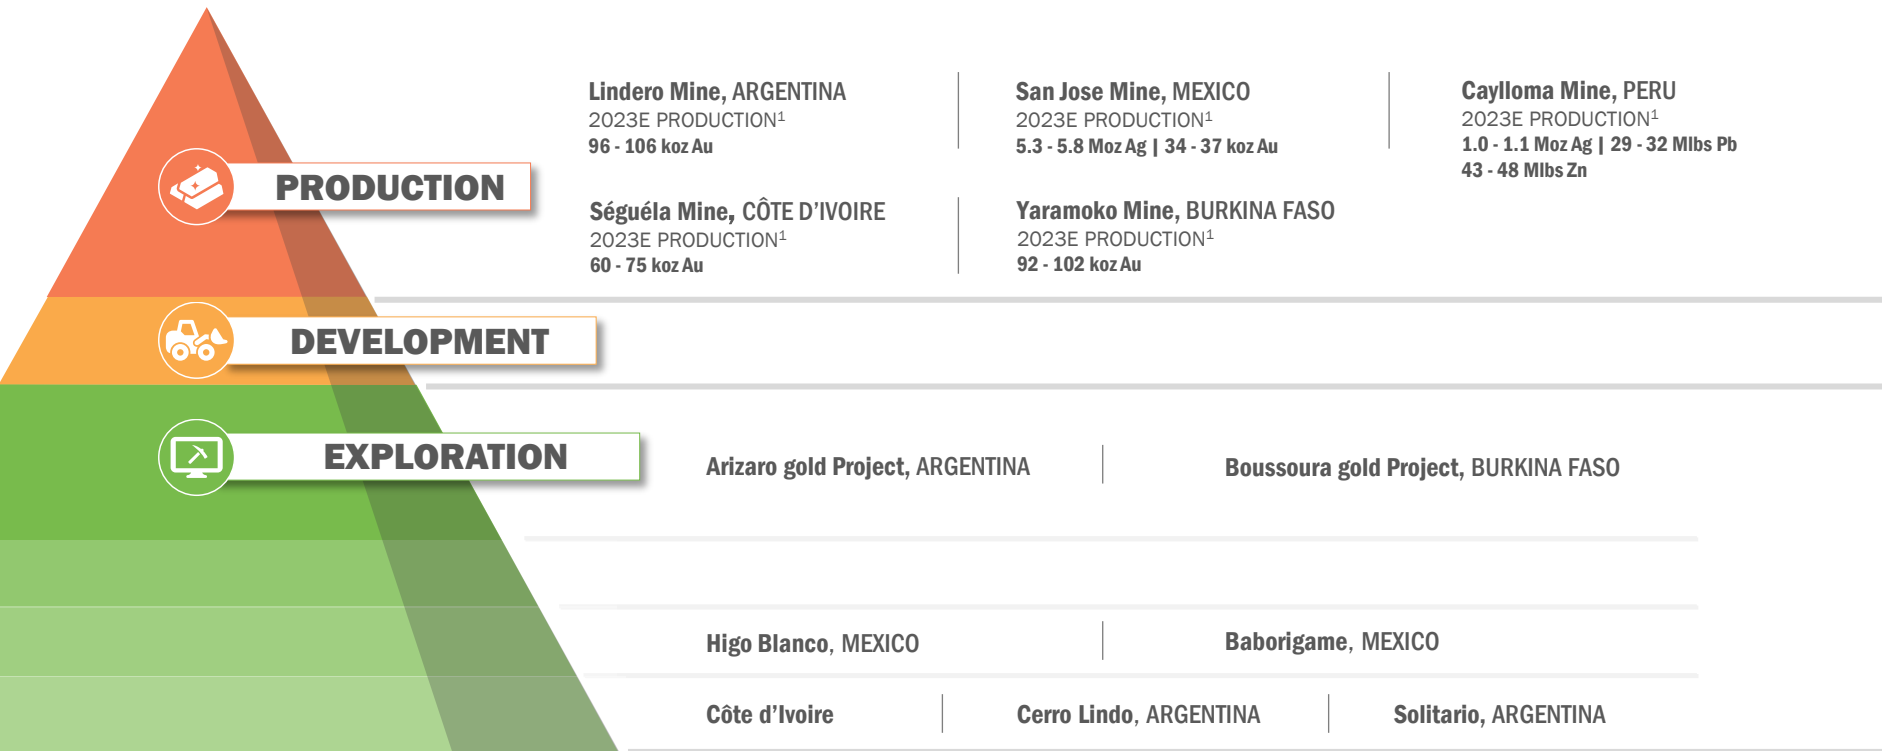 Lindero Mine, ARGENTINA
2023E PRODUCTION¹
96 - 106 koz Au
San Jose Mine, MEXICO
2023E PRODUCTION¹
5.3 - 5.8 Moz Ag | 34 - 37 koz Au
Caylloma Mine, PERU
2023E PRODUCTION¹
1.0 - 1.1 Moz Ag | 29 - 32 Mlbs Pb
43 - 48 Mlbs Zn
PRODUCTION
Séguéla Mine, CÔTE D’IVOIRE
2023E PRODUCTION¹
60 - 75 koz Au
Yaramoko Mine, BURKINA FASO
2023E PRODUCTION¹
92 - 102 koz Au
DEVELOPMENT
EXPLORATION
Arizaro gold Project, ARGENTINA
Boussoura gold Project, BURKINA FASO
Higo Blanco, MEXICO
Baborigame, MEXICO
Côte d’Ivoire
Cerro Lindo, ARGENTINA
Solitario, ARGENTINA